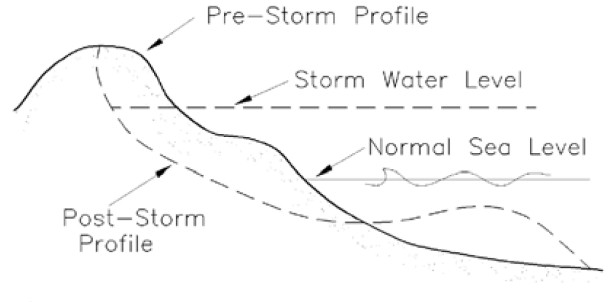 Pre-Storm Profile
Storm Water Level
Normal Sea Level
Post-Storm
Profile